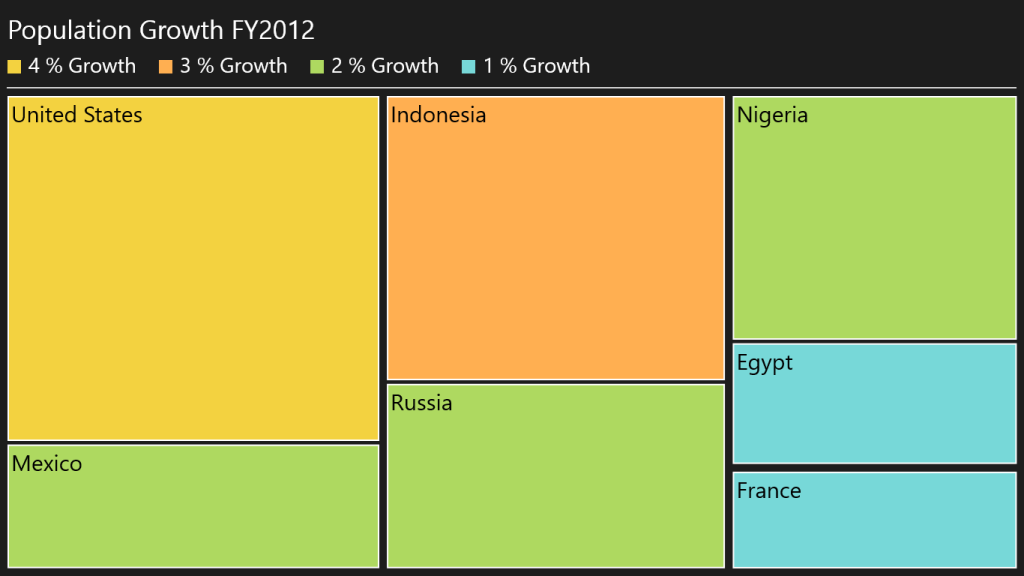 Population Growth FY2012
4 % Growth 3 % Growth 2 % Growth 1 % Growth
United States
Mexico
Indonesia
Russia
Nigeria
Egypt
France